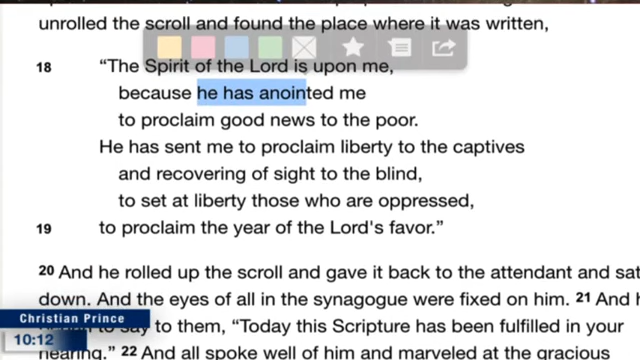 unrolled the scroll and found the place where it was written,
18 “The Spirit of the Lord is upon me,
because he has anointed me
to proclaim good news to the poor.
He has sent me to proclaim liberty to the captives
and recovering of sight to the blind,
to set at liberty those who are oppressed,
19 to proclaim the year of the Lord's favor.”
20 And he rolled up the scroll and gave it back to the attendant and sat
down. And the eyes of all in the synagogue were fixed on him. 21 And h
Christian Prince
to say to them, “Today this Scripture has been fulfilled in your
10:12
hearing.” 22 And all spoke well of him and marveled at the gracious